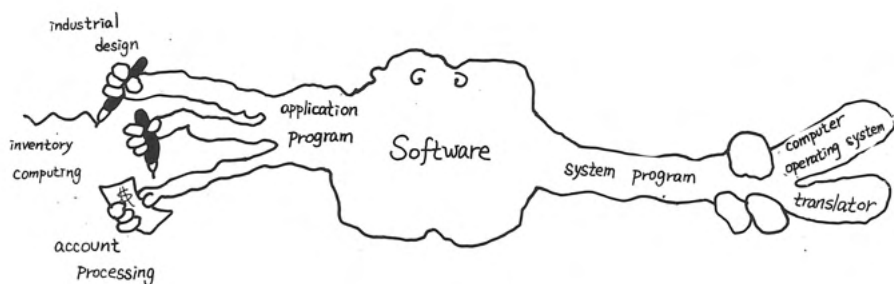 industrial
design
inventory
computing
$
account
processing
application
program
Software
system program
computer
operating system
translator